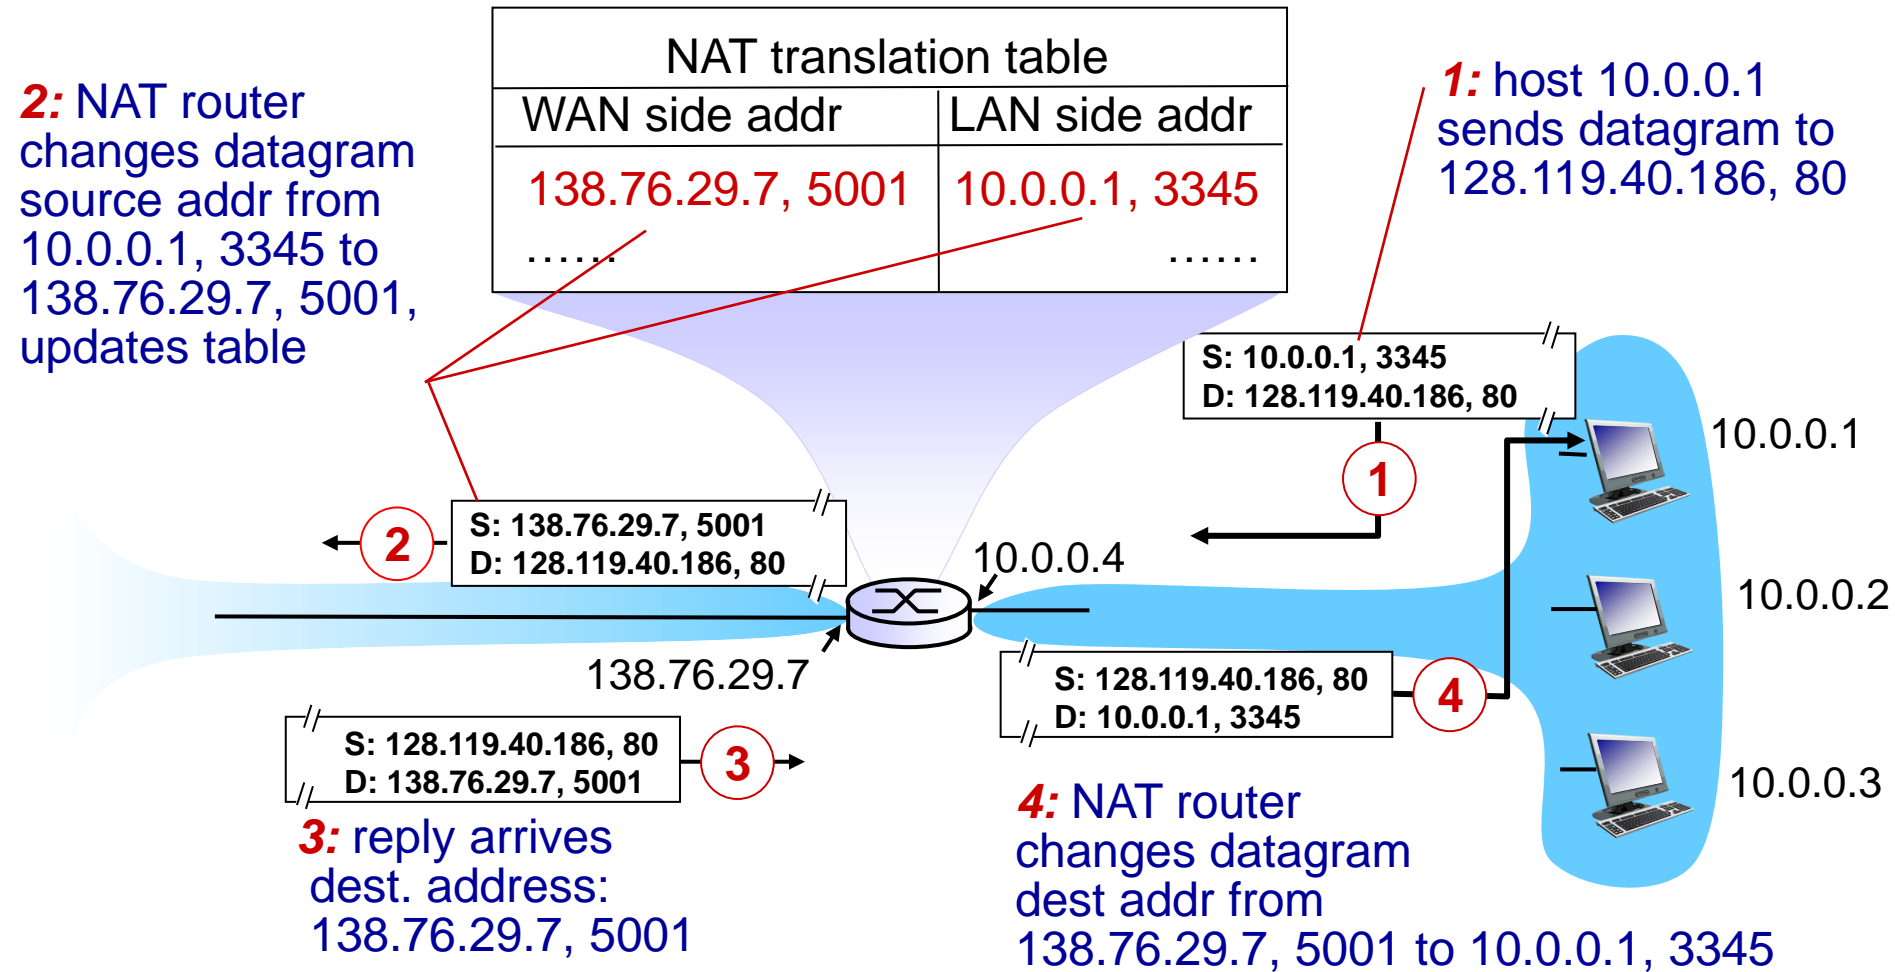 NAT translation table
WAN side addr LAN side addr
138.76.29.7, 5001 10.0.0.1, 3345
...... ......
2: NAT router
changes datagram
source addr from
10.0.0.1, 3345 to
138.76.29.7, 5001,
updates table
1: host 10.0.0.1
sends datagram to
128.119.40.186, 80
S: 10.0.0.1, 3345
D: 128.119.40.186, 80
1
10.0.0.1
S: 138.76.29.7, 5001
D: 128.119.40.186, 80
2
10.0.0.4
10.0.0.2
138.76.29.7
S: 128.119.40.186, 80
D: 10.0.0.1, 3345
4
S: 128.119.40.186, 80
D: 138.76.29.7, 5001
3
10.0.0.3
3: reply arrives
dest. address:
138.76.29.7, 5001
4: NAT router
changes datagram
dest addr from
138.76.29.7, 5001 to 10.0.0.1, 3345